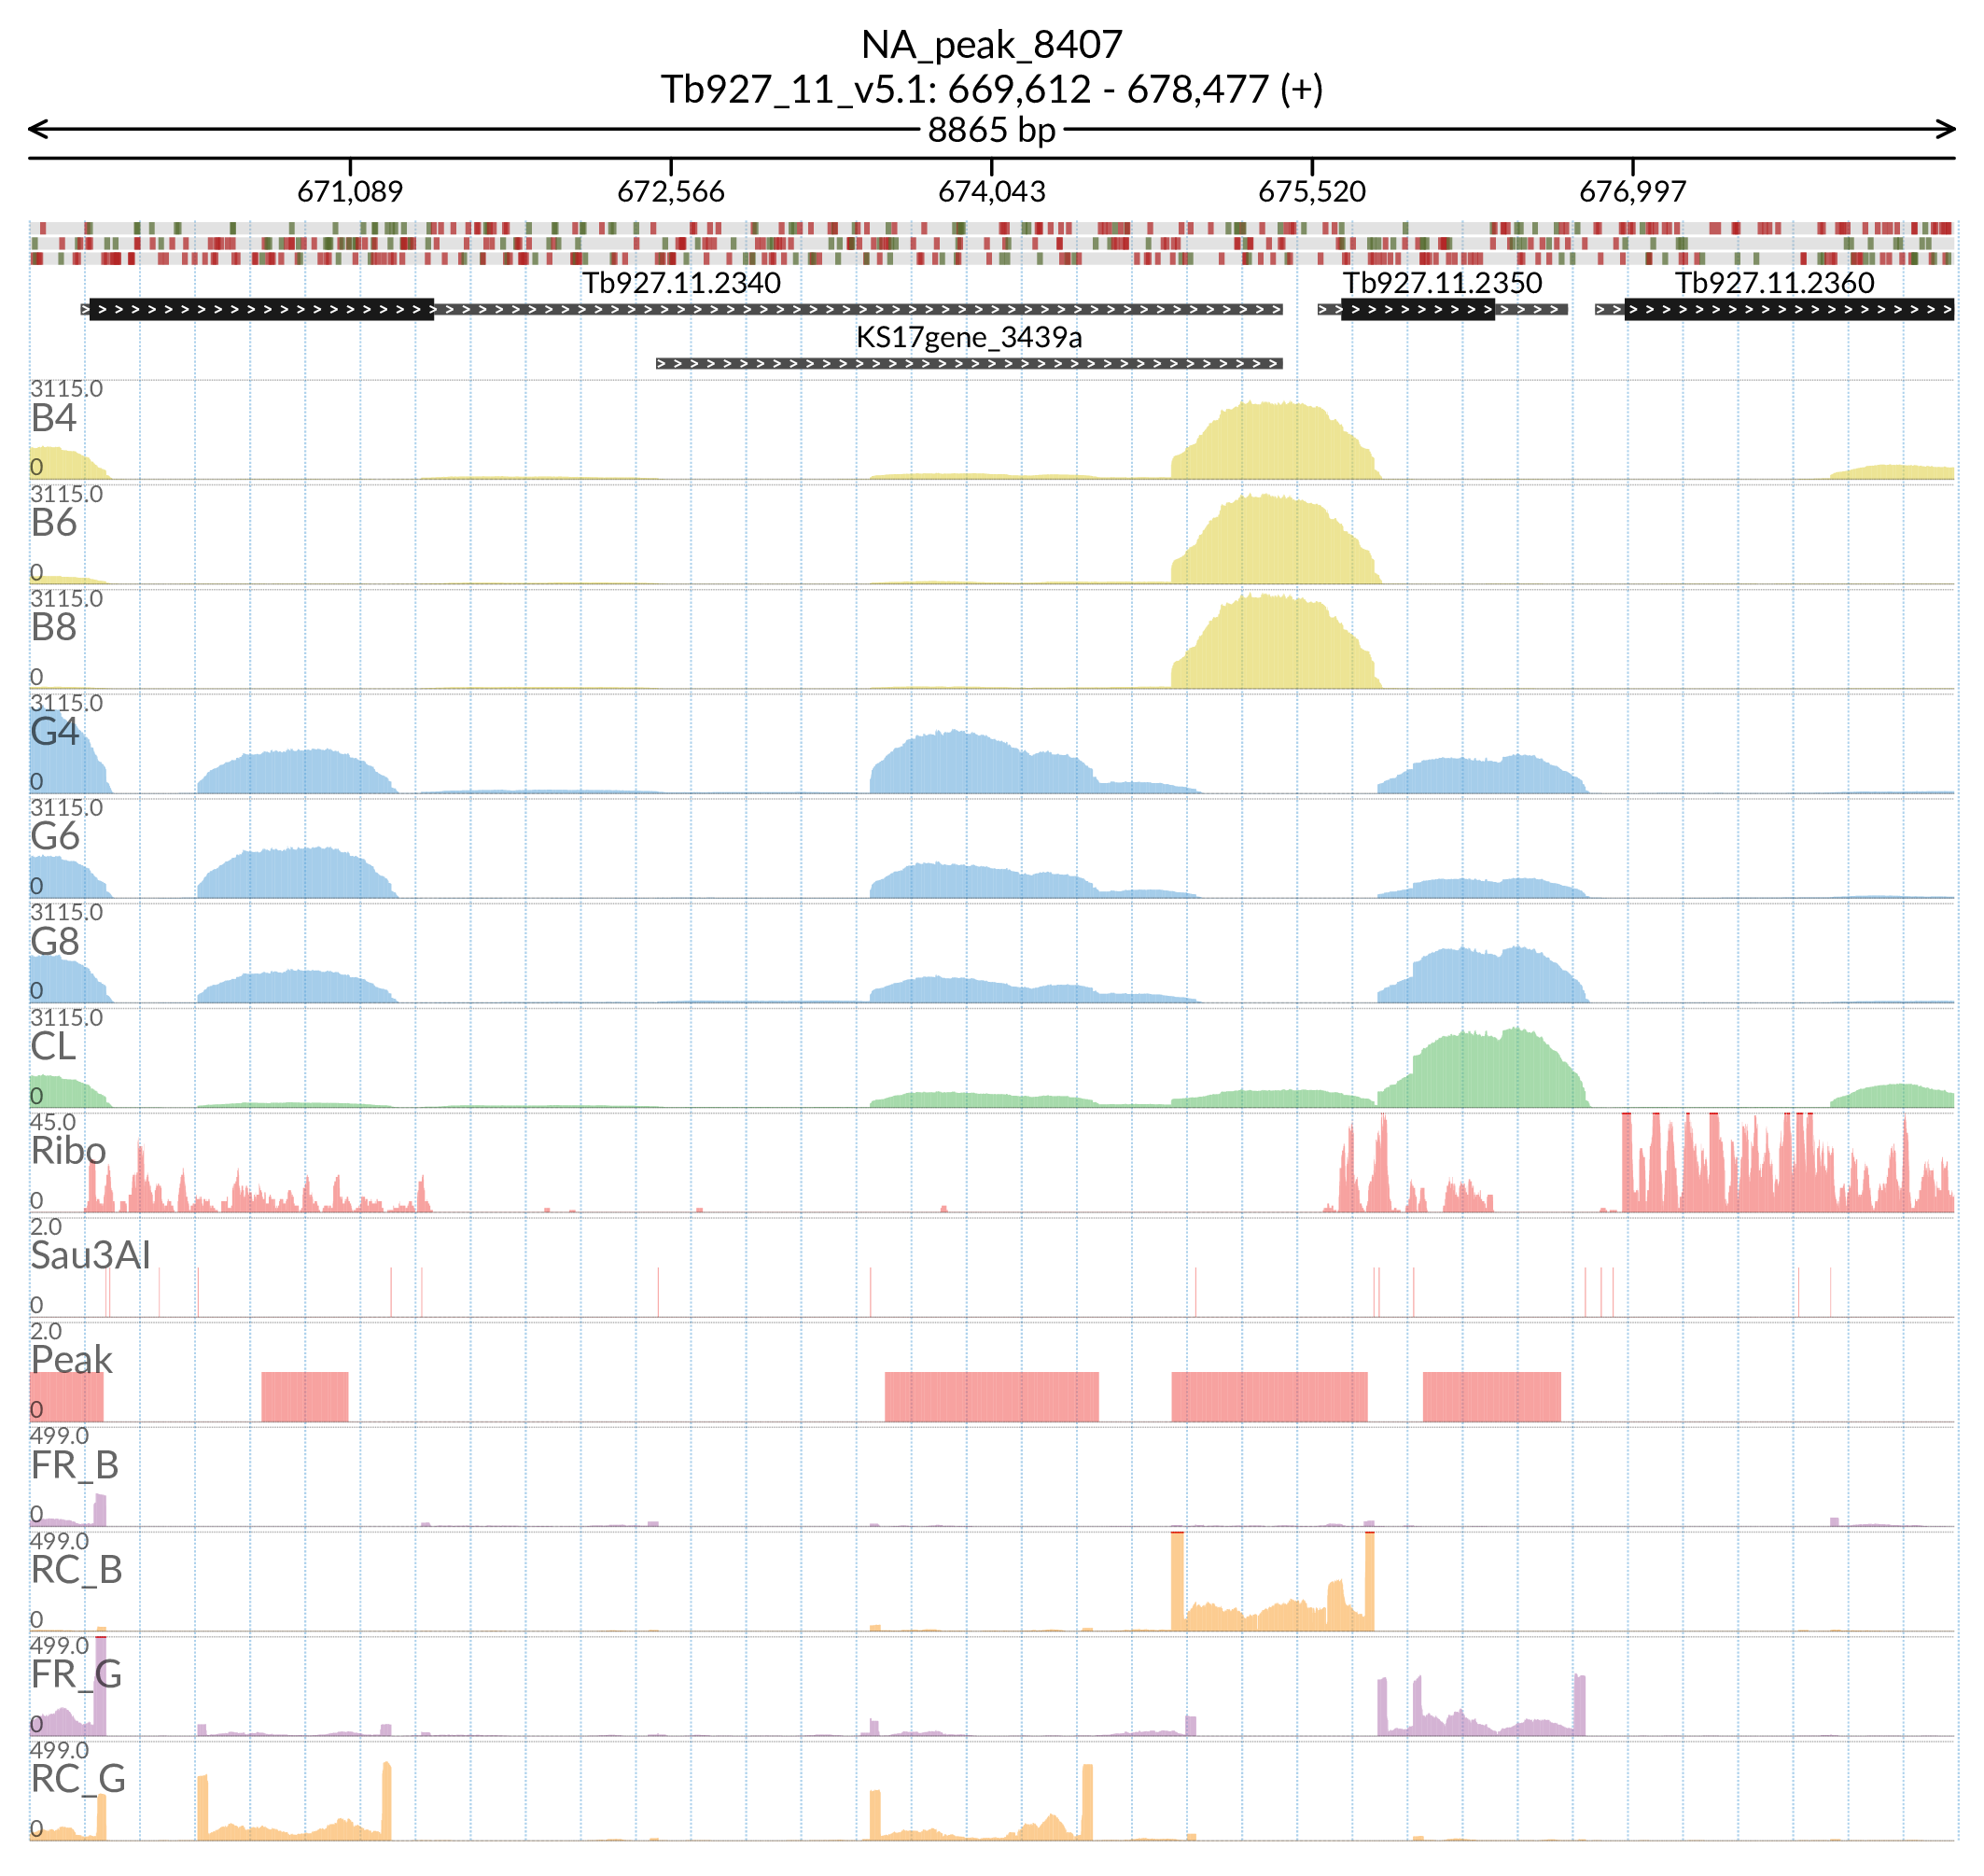 NA_peak_8407
Tb927_11_v5.1: 669,612 - 678,477 (+)
8865 bp
671,089 672,566 674,043 675,520 676,997
Tb927.11.2340 Tb927.11.2350 Tb927.11.2360
KS17gene_3439a
3115.0
B4
0
3115.0
B6
0
3115.0
B8
0
3115.0
G4
0
3115.0
G6
0
3115.0
G8
0
3115.0
CL
0
45.0
Ribo
0
2.0
Sau3AI
0
2.0
Peak
0
499.0
FR_B
0
499.0
RC_B
0
499.0
FR_G
0
499.0
RC_G
0